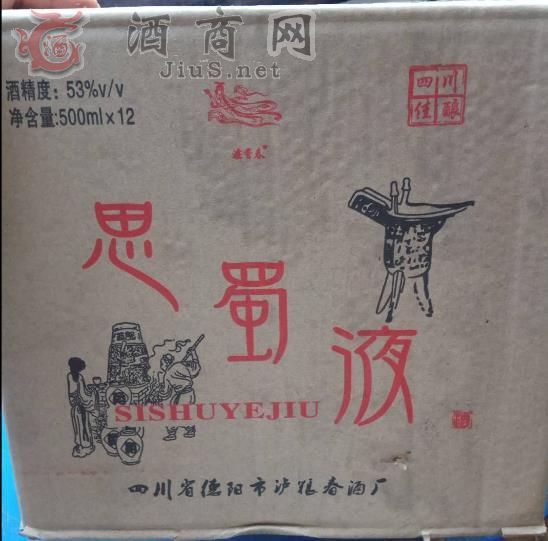 酒商网
JiuS.net
酒精度：53%v/v
净含量:500ml×12
四川
佳酿
思蜀液
SISHUYEJIU
四川省德阳市泸粮春酒厂